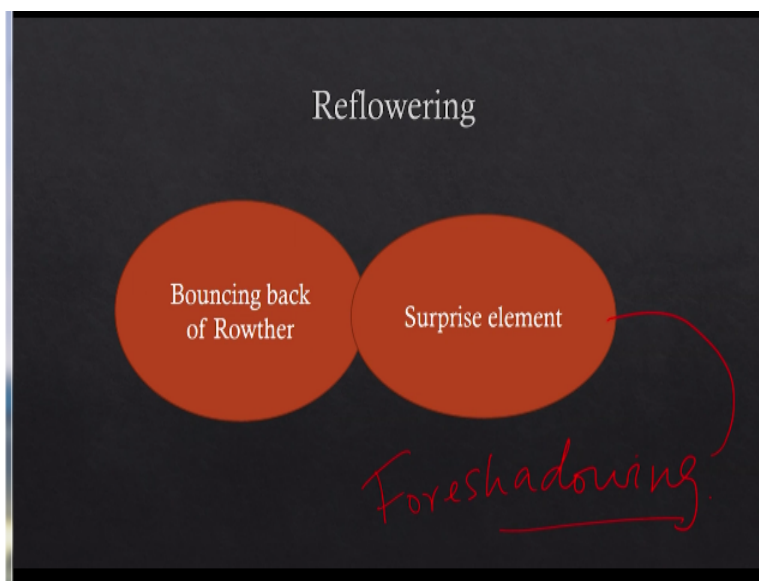 Reflowering
Bouncing back
of Rowther
Surprise element
Foreshadowing.